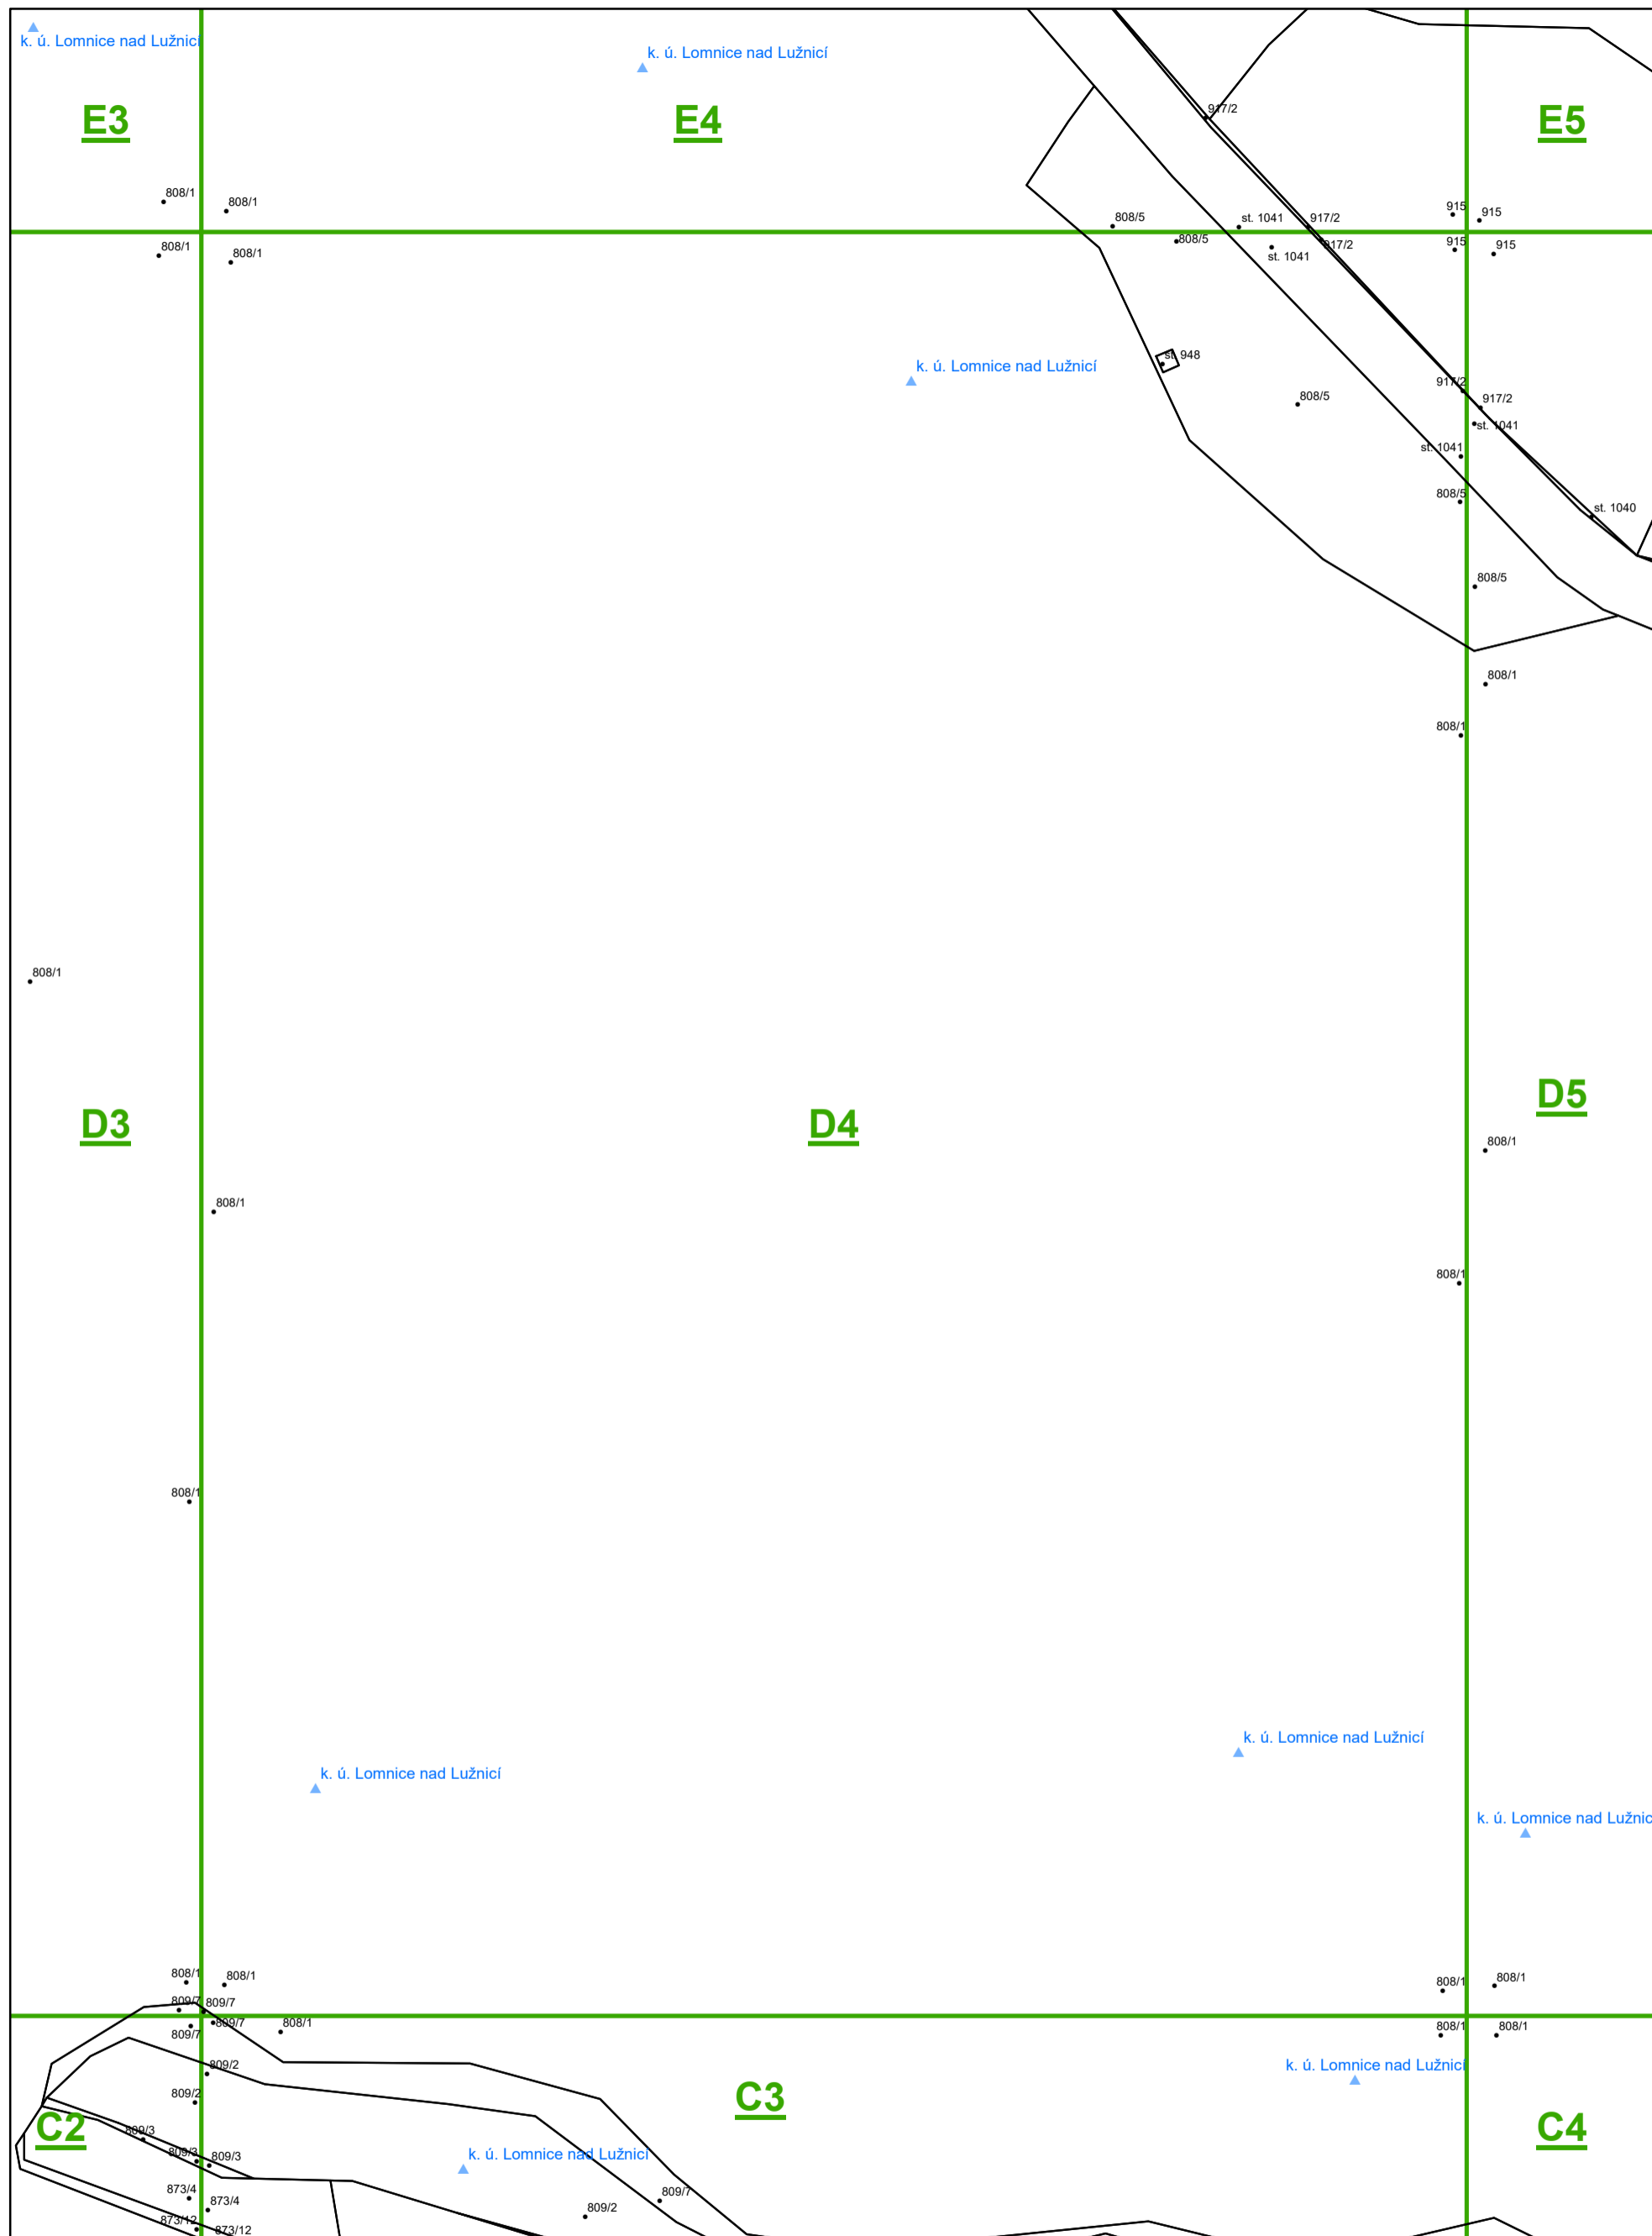 k. ú. Lomnice nad Lužnicí
k. ú. Lomnice nad Lužnicí
E3
E4
E5
917/2
808/1
808/1
808/5
st. 1041
917/2
915
915
808/1
808/1
808/5
st. 1041
917/2
915
915
st. 948
k. ú. Lomnice nad Lužnicí
808/5
917/2
917/2
st. 1041
st. 1041
808/5
st. 1040
808/5
808/1
808/1
808/1
D3
D4
D5
808/1
808/1
808/1
808/1
k. ú. Lomnice nad Lužnicí
k. ú. Lomnice nad Lužnicí
k. ú. Lomnice nad Lužnic
808/1
808/1
808/1
808/1
809/7
809/7
809/7
809/7
808/1
808/1
808/1
809/2
k. ú. Lomnice nad Lužnicí
809/2
C2
C3
C4
809/3
809/3
809/3
k. ú. Lomnice nad Lužnicí
873/4
873/4
809/2
809/7
873/12
873/12